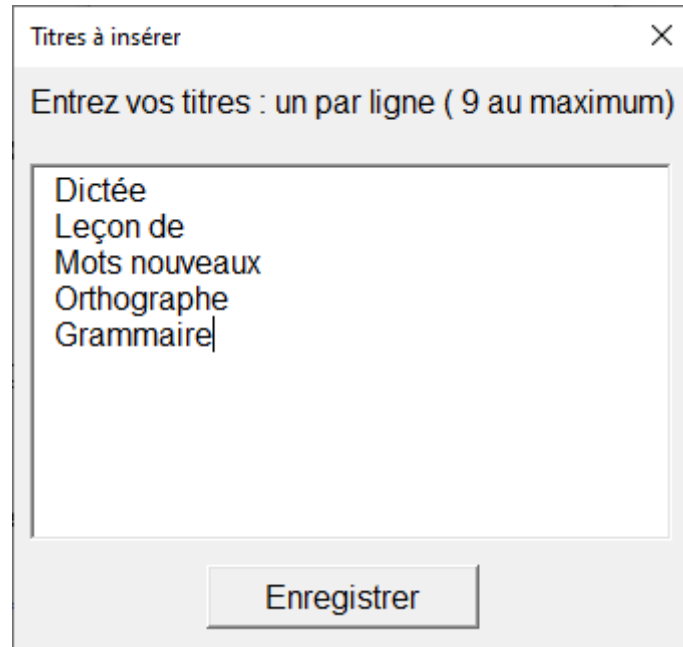 Titres à insérer
Entrez vos titres : un par ligne ( 9 au maximum)
Dictée
Leçon de
Mots nouveaux
Orthographe
Grammaire
Enregistrer